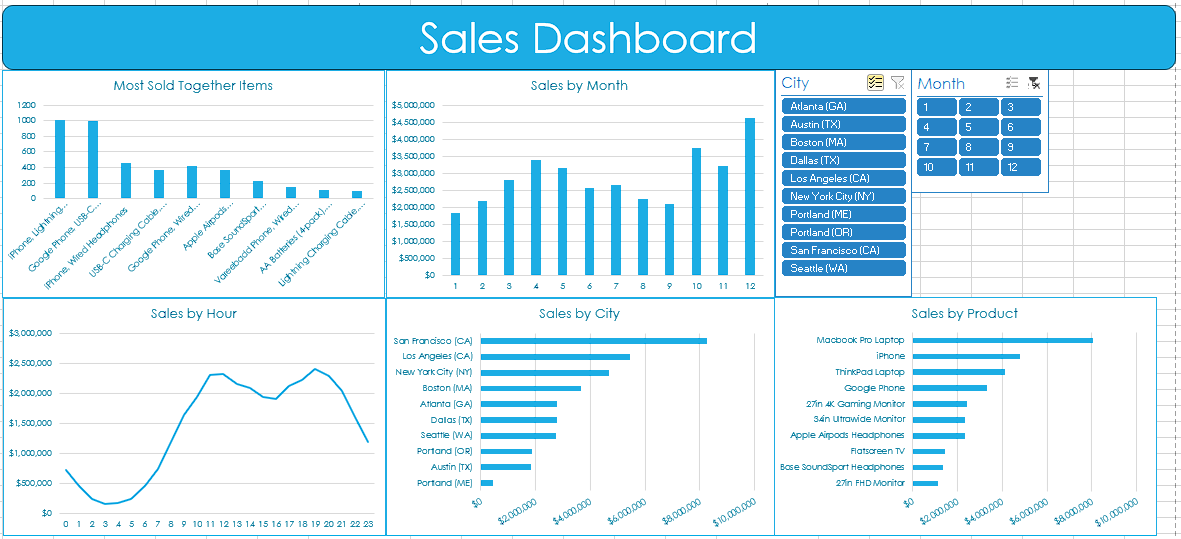 Sales Dashboard
Most Sold Together Items
1200
1000
800
600
400
200
0
iPhone, Lightning...
Google Phone, USB-C...
iPhone, Wired Headphones
USB-C Charging Cable,...
Google Phone, Wired...
Apple Airpods...
Bose SoundSport...
Vareebadd Phone, Wired...
AA Batteries (4-pack),...
Lightning Charging Cable,...
Sales by Month
$5,000,000
$4,500,000
$4,000,000
$3,500,000
$3,000,000
$2,500,000
$2,000,000
$1,500,000
$1,000,000
$500,000
$0
1 2 3 4 5 6 7 8 9 10 11 12
City
Atlanta (GA)
Austin (TX)
Boston (MA)
Dallas (TX)
Los Angeles (CA)
New York City (NY)
Portland (ME)
Portland (OR)
San Francisco (CA)
Seattle (WA)
Month
1 2 3
4 5 6
7 8 9
10 11 12
Sales by Hour
$3,000,000
$2,500,000
$2,000,000
$1,500,000
$1,000,000
$500,000
$0
0 1 2 3 4 5 6 7 8 9 10 11 12 13 14 15 16 17 18 19 20 21 22 23
Sales by City
San Francisco (CA)
Los Angeles (CA)
New York City (NY)
Boston (MA)
Atlanta (GA)
Dallas (TX)
Seattle (WA)
Portland (OR)
Austin (TX)
Portland (ME)
$0 $2,000,000 $4,000,000 $6,000,000 $8,000,000 $10,000,000
Sales by Product
Macbook Pro Laptop
iPhone
ThinkPad Laptop
Google Phone
27in 4K Gaming Monitor
34in Ultrawide Monitor
Apple Airpods Headphones
Flatscreen TV
Bose SoundSport Headphones
27in FHD Monitor
$0 $2,000,000 $4,000,000 $6,000,000 $8,000,000 $10,000,000